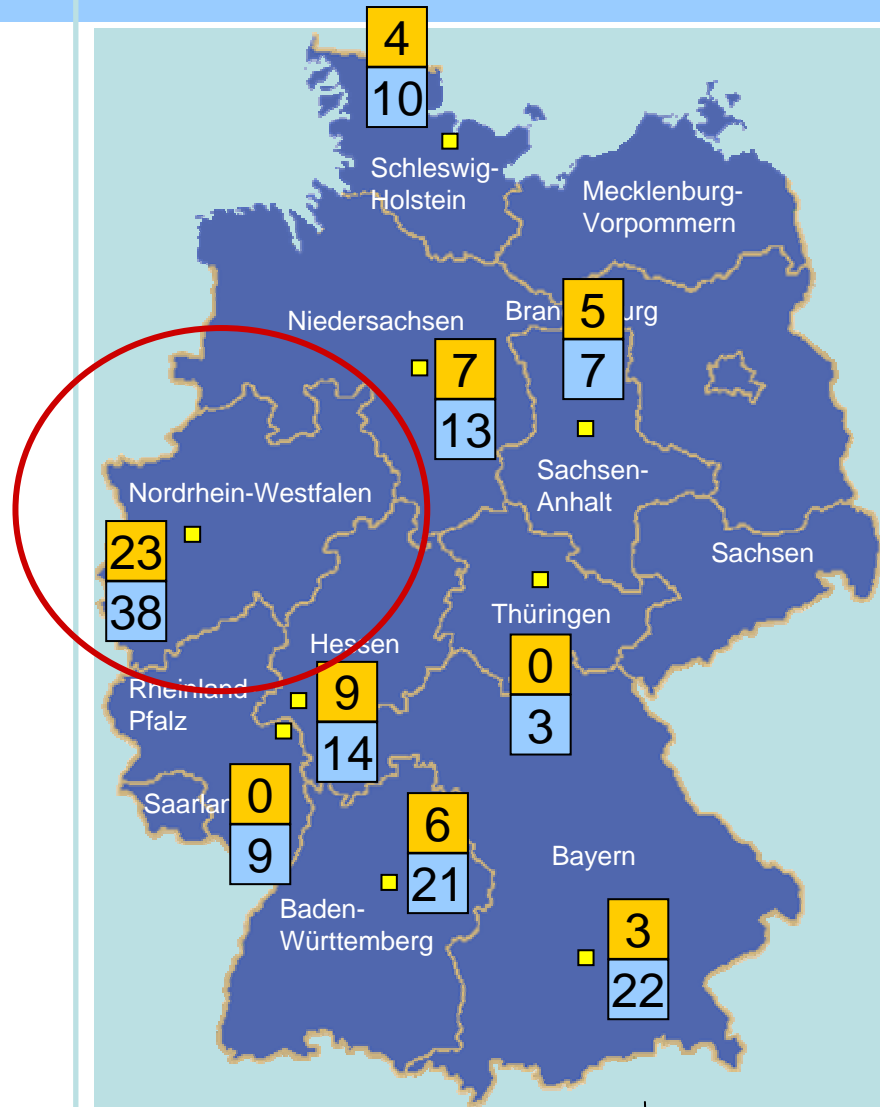 4
10
Schleswig-
Holstein
Mecklenburg-
Vorpommern
Niedersachsen
5
7
7
13
Sachsen-
Anhalt
Nordrhein-Westfalen
23
38
Sachsen
Thüringen
0
3
Hessen
9
14
Rheinland
Pfalz
0
9
6
21
Baden-
Württemberg
Bayern
3
22